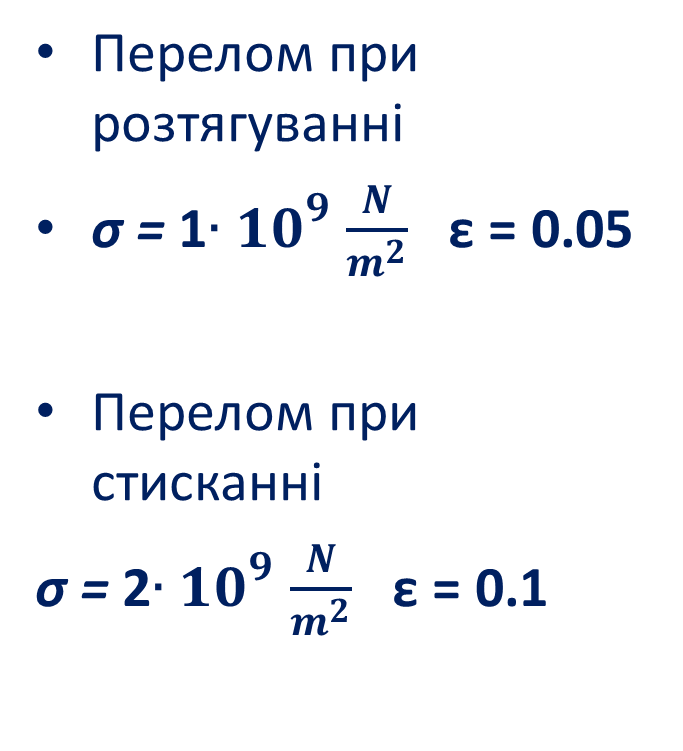 • Перелом при
розтягуванні
• σ = 1· 10⁹ N/m² ε = 0.05
• Перелом при
стисканні
σ = 2· 10⁹ N/m² ε = 0.1